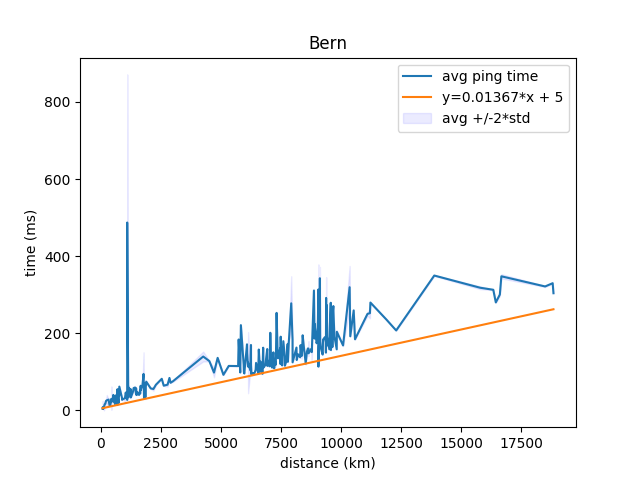 Bern
avg ping time
y=0.01367*x + 5
avg +/-2*std
time (ms)
800
600
400
200
0
0 2500 5000 7500 10000 12500 15000 17500
distance (km)